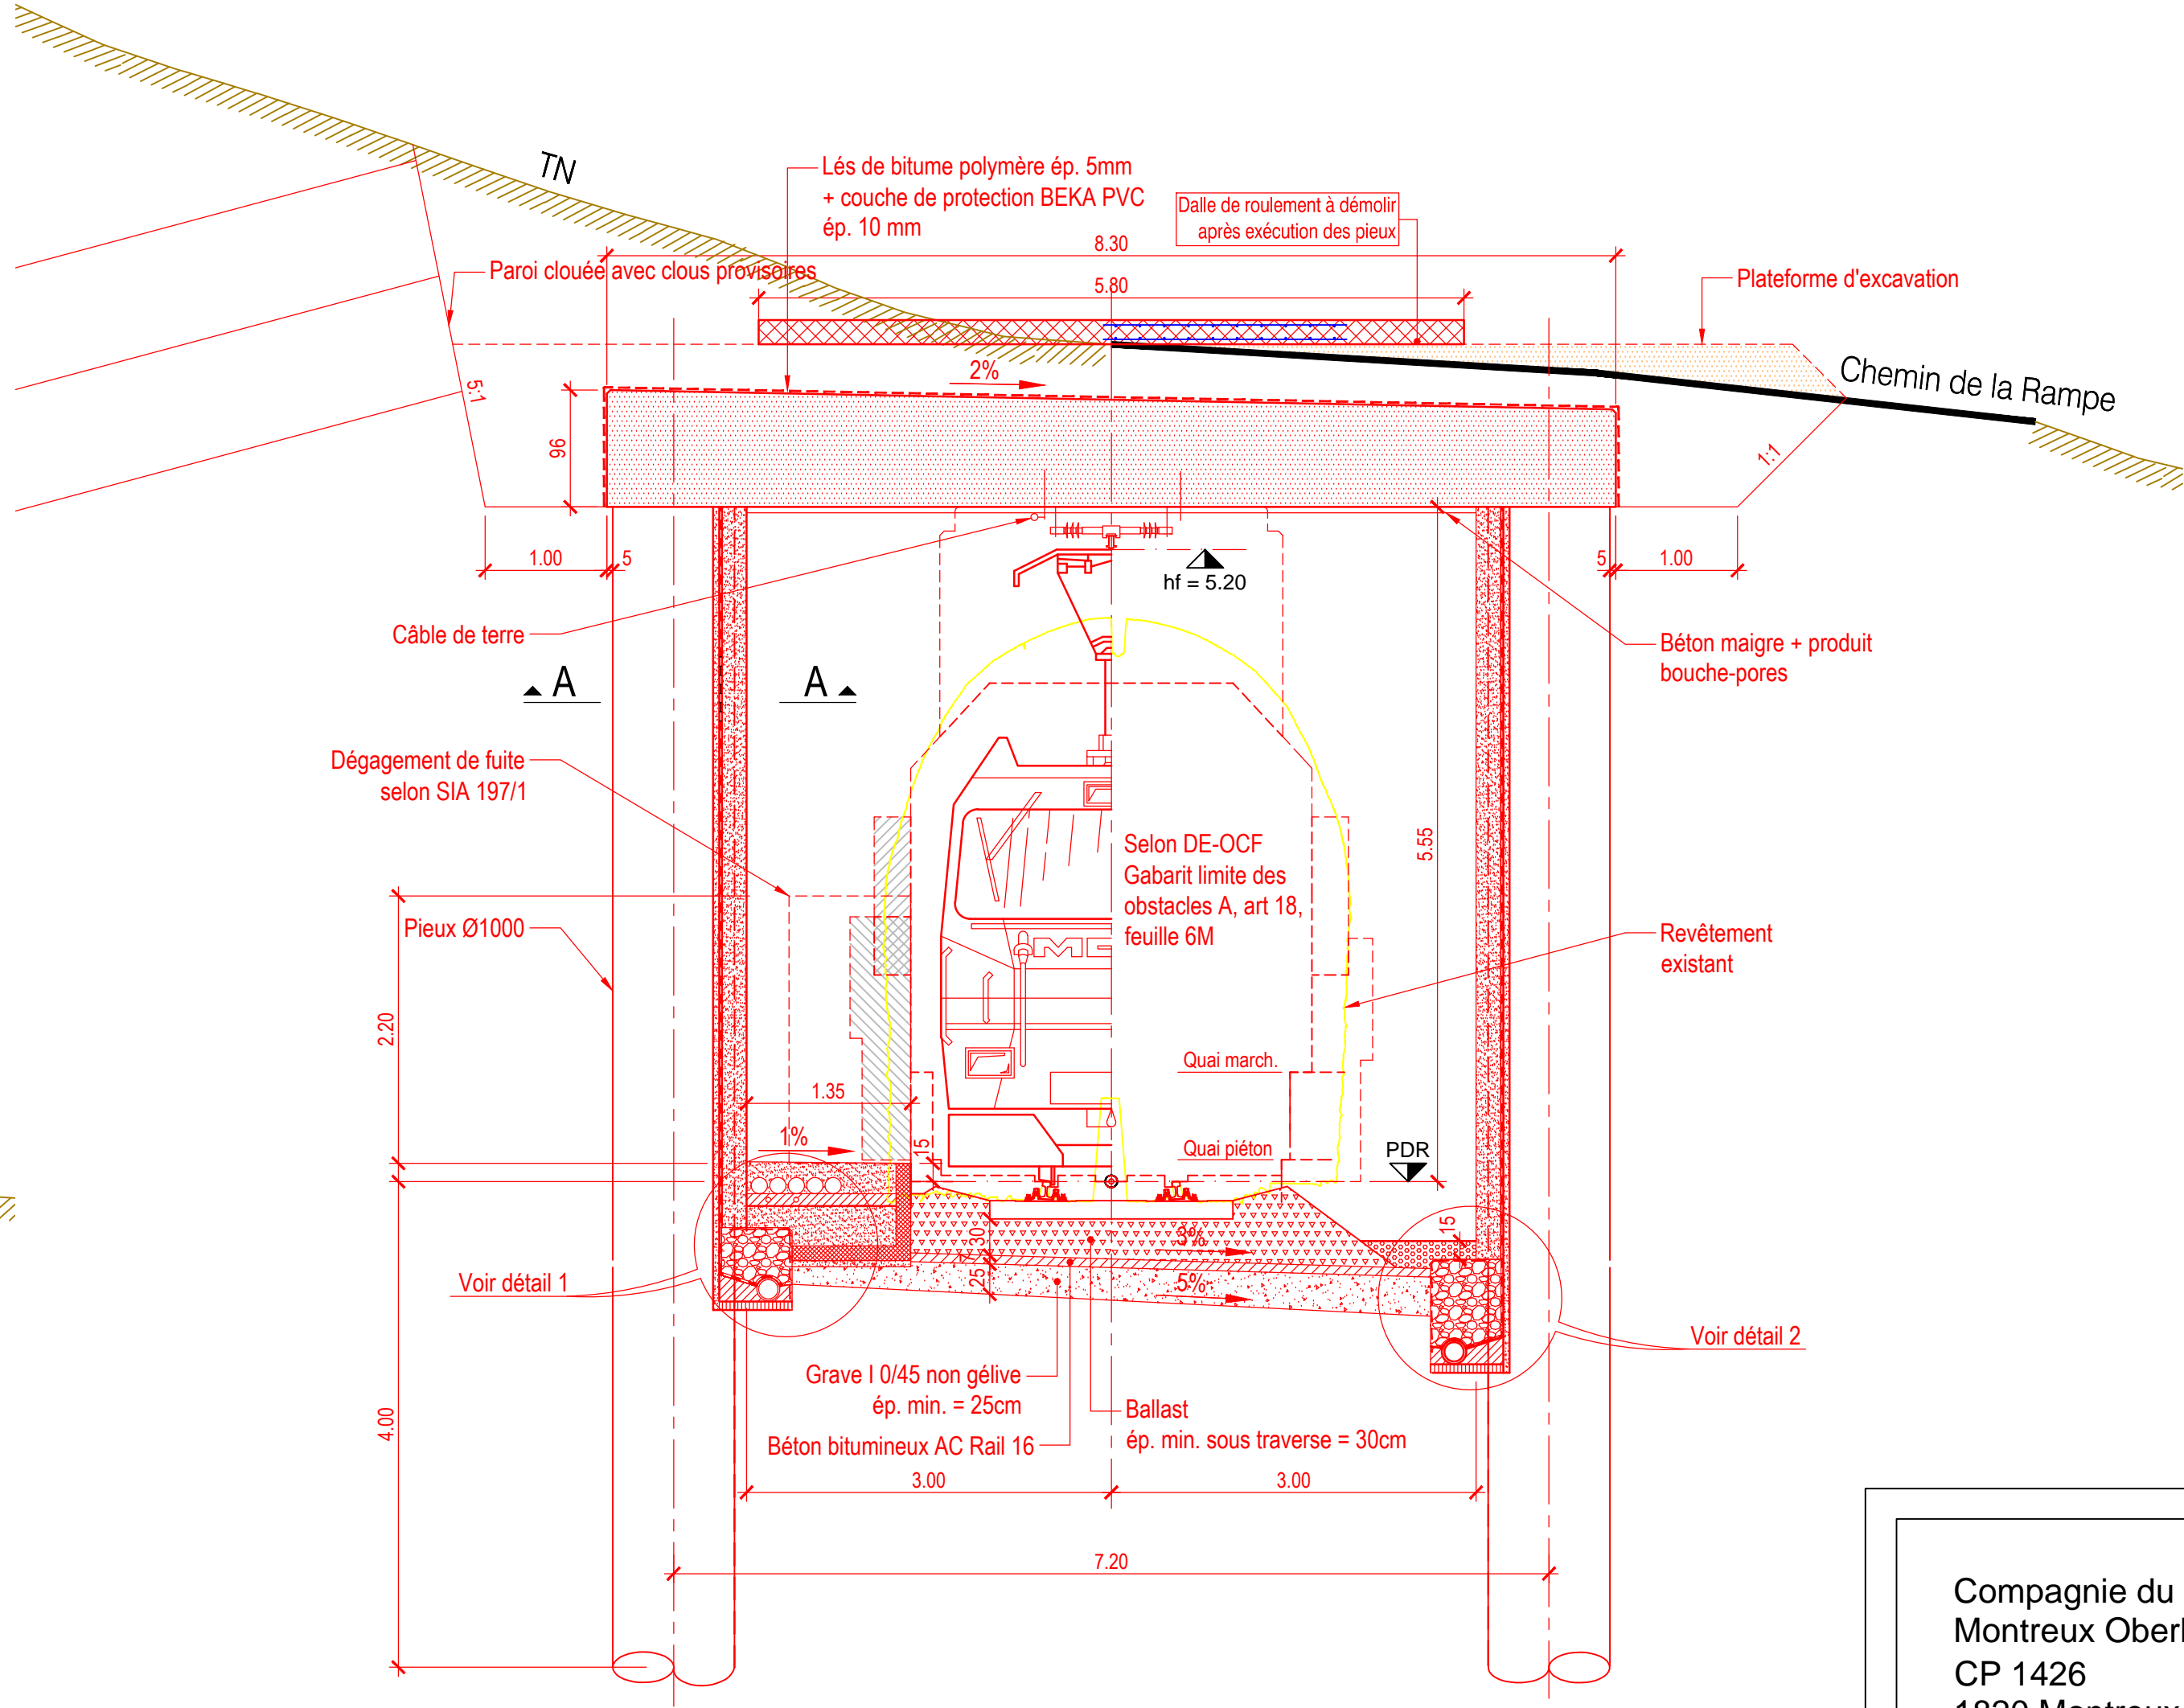 TN
Lés de bitume polymère ép. 5mm
+ couche de protection BEKA PVC
ép. 10 mm
Dalle de roulement à démolir
après exécution des pieux
8.30
Paroi clouée avec clous provisoires
5.80
Plateforme d'excavation
2%
Chemin de la Rampe
5:1
96
1:1
1.00
5
5
1.00
hf = 5.20
Câble de terre
Béton maigre + produit
bouche-pores
A
A
Dégagement de fuite
selon SIA 197/1
Selon DE-OCF
Gabarit limite des
obstacles A, art 18,
feuille 6M
5.55
Pieux Ø1000
Revêtement
existant
2.20
Quai march.
1.35
1%
15
Quai piéton
PDR
30
3%
15
7
25
5%
Voir détail 1
Voir détail 2
Grave I 0/45 non gélive
ép. min. = 25cm
Ballast
ép. min. sous traverse = 30cm
Béton bitumineux AC Rail 16
4.00
3.00
3.00
7.20
Compagnie du
Montreux Ober
CP 1426
1820 Montreux